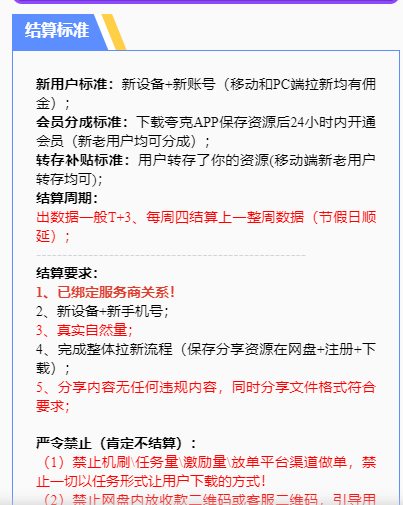 结算标准
新用户标准：新设备+新账号（移动和PC端拉新均有佣
金）；
会员分成标准：下载夸克APP保存资源后24小时内开通
会员（新老用户均可分成）；
转存补贴标准：用户转存了你的资源(移动端新老用户
转存均可)；
结算周期：
出数据一般T+3、每周四结算上一整周数据（节假日顺
延）；
结算要求：
1、已绑定服务商关系！
2、新设备+新手机号；
3、真实自然量；
4、完成整体拉新流程（保存分享资源在网盘+注册+下
载）；
5、分享内容无任何违规内容，同时分享文件格式符合
要求；
严令禁止（肯定不结算）：
（1）禁止机刷\任务量\激励量\放单平台渠道做单，禁
止一切以任务形式让用户下载的方式！
（2）禁止网盘内放收款二维码或客服二维码，引导用